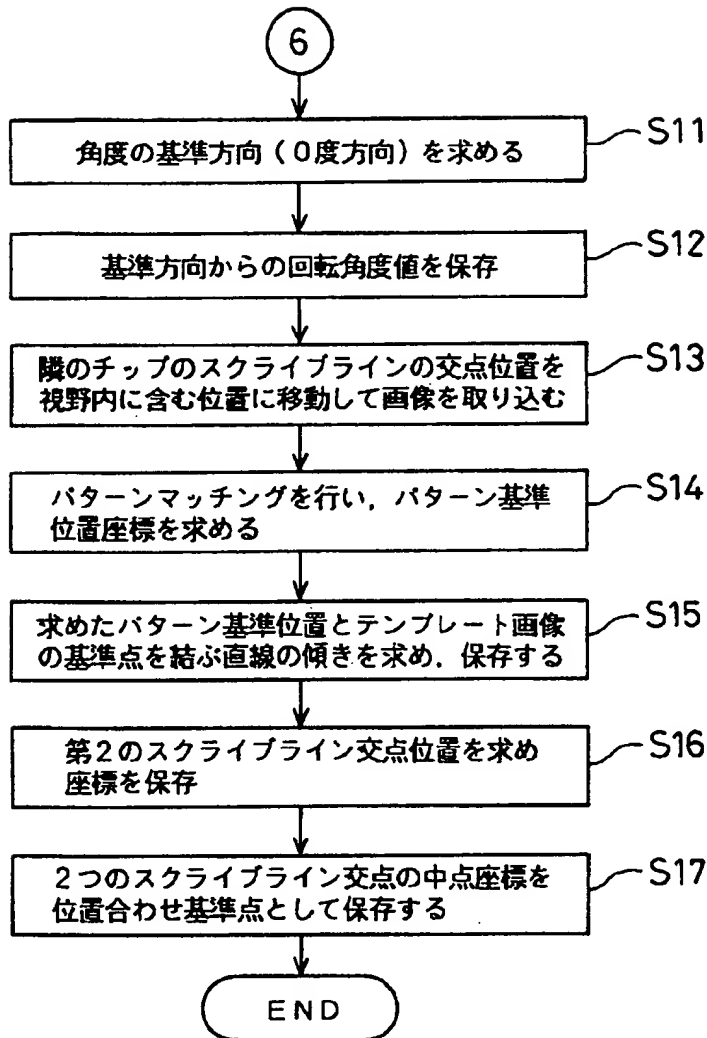 6
角度の基準方向(0度方向)を求める
S11
基準方向からの回転角度値を保存
S12
隣のチップのスクライブラインの交点位置を
視野内に含む位置に移動して画像を取り込む
S13
パターンマッチングを行い,パターン基準
位置座標を求める
S14
求めたパターン基準位置とテンプレート画像
の基準点を結ぶ直線の傾きを求め,保存する
S15
第2のスクライブライン交点位置を求め
座標を保存
S16
2つのスクライブライン交点の中点座標を
位置合わせ基準点として保存する
S17
END